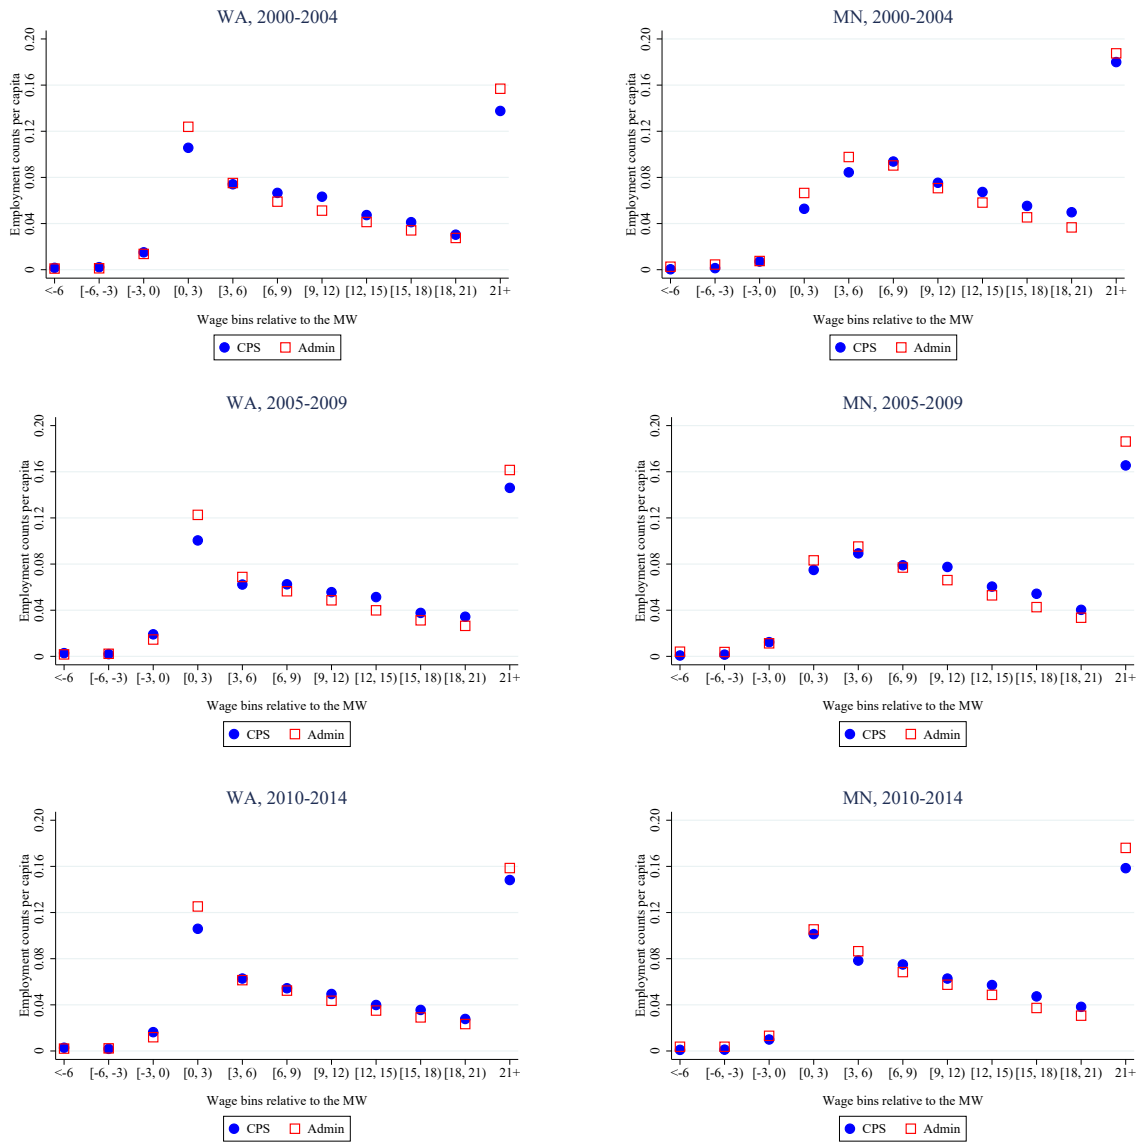 WA, 2000-2004
Employment counts per capita
0 0.04 0.08 0.12 0.16 0.20
<-6 [-6, -3) [-3, 0) [0, 3) [3, 6) [6, 9) [9, 12) [12, 15) [15, 18) [18, 21) 21+
Wage bins relative to the MW
CPS Admin
MN, 2000-2004
Employment counts per capita
0 0.04 0.08 0.12 0.16 0.20
<-6 [-6, -3) [-3, 0) [0, 3) [3, 6) [6, 9) [9, 12) [12, 15) [15, 18) [18, 21) 21+
Wage bins relative to the MW
CPS Admin
WA, 2005-2009
Employment counts per capita
0 0.04 0.08 0.12 0.16 0.20
<-6 [-6, -3) [-3, 0) [0, 3) [3, 6) [6, 9) [9, 12) [12, 15) [15, 18) [18, 21) 21+
Wage bins relative to the MW
CPS Admin
MN, 2005-2009
Employment counts per capita
0 0.04 0.08 0.12 0.16 0.20
<-6 [-6, -3) [-3, 0) [0, 3) [3, 6) [6, 9) [9, 12) [12, 15) [15, 18) [18, 21) 21+
Wage bins relative to the MW
CPS Admin
WA, 2010-2014
Employment counts per capita
0 0.04 0.08 0.12 0.16 0.20
<-6 [-6, -3) [-3, 0) [0, 3) [3, 6) [6, 9) [9, 12) [12, 15) [15, 18) [18, 21) 21+
Wage bins relative to the MW
CPS Admin
MN, 2010-2014
Employment counts per capita
0 0.04 0.08 0.12 0.16 0.20
<-6 [-6, -3) [-3, 0) [0, 3) [3, 6) [6, 9) [9, 12) [12, 15) [15, 18) [18, 21) 21+
Wage bins relative to the MW
CPS Admin